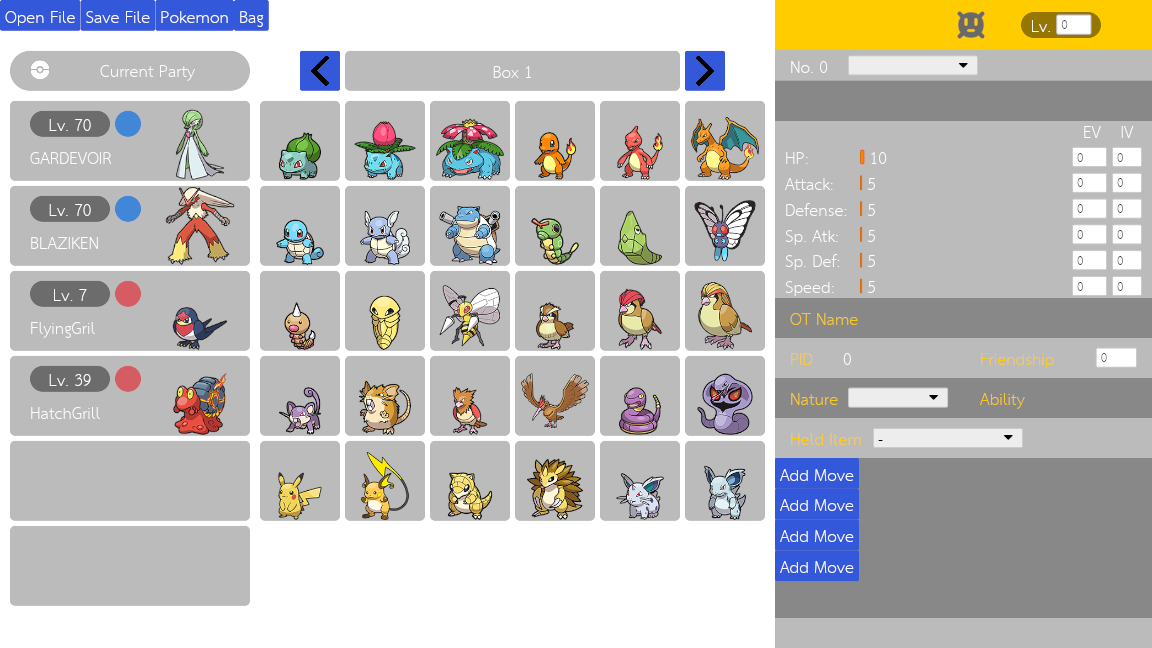 Open File Save File Pokemon Bag
Lv. 0
Current Party
Box 1
No. 0
Lv. 70
GARDEVOIR
Lv. 70
BLAZIKEN
Lv. 7
FlyingGril
Lv. 39
HatchGrill
EV IV
HP: 10 0 0
Attack: 5 0 0
Defense: 5 0 0
Sp. Atk: 5 0 0
Sp. Def: 5 0 0
Speed: 5 0 0
OT Name
PID 0 Friendship 0
Nature Ability
Held Item -
Add Move
Add Move
Add Move
Add Move